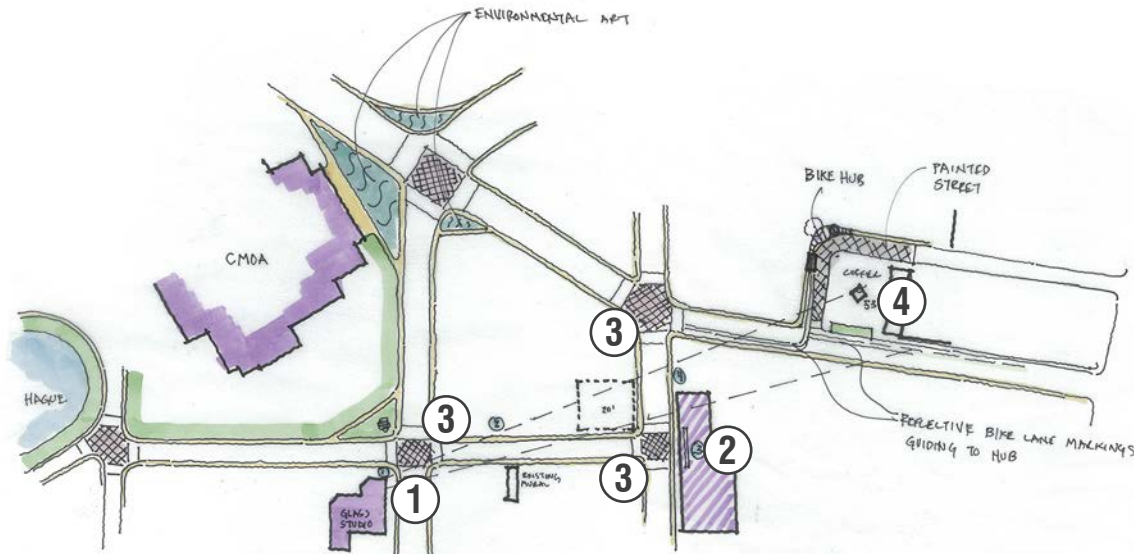 ENVIRONMENTAL ART
BIKE HUB
PAINTED
STREET
CMOA
COFFEE
53
4
3
HAGUE
20'
3
2
REFLECTIVE BIKE LANE MARKINGS
GUIDING TO HUB
3
EXISTING
MURAL
1
GLASS
STUDIO